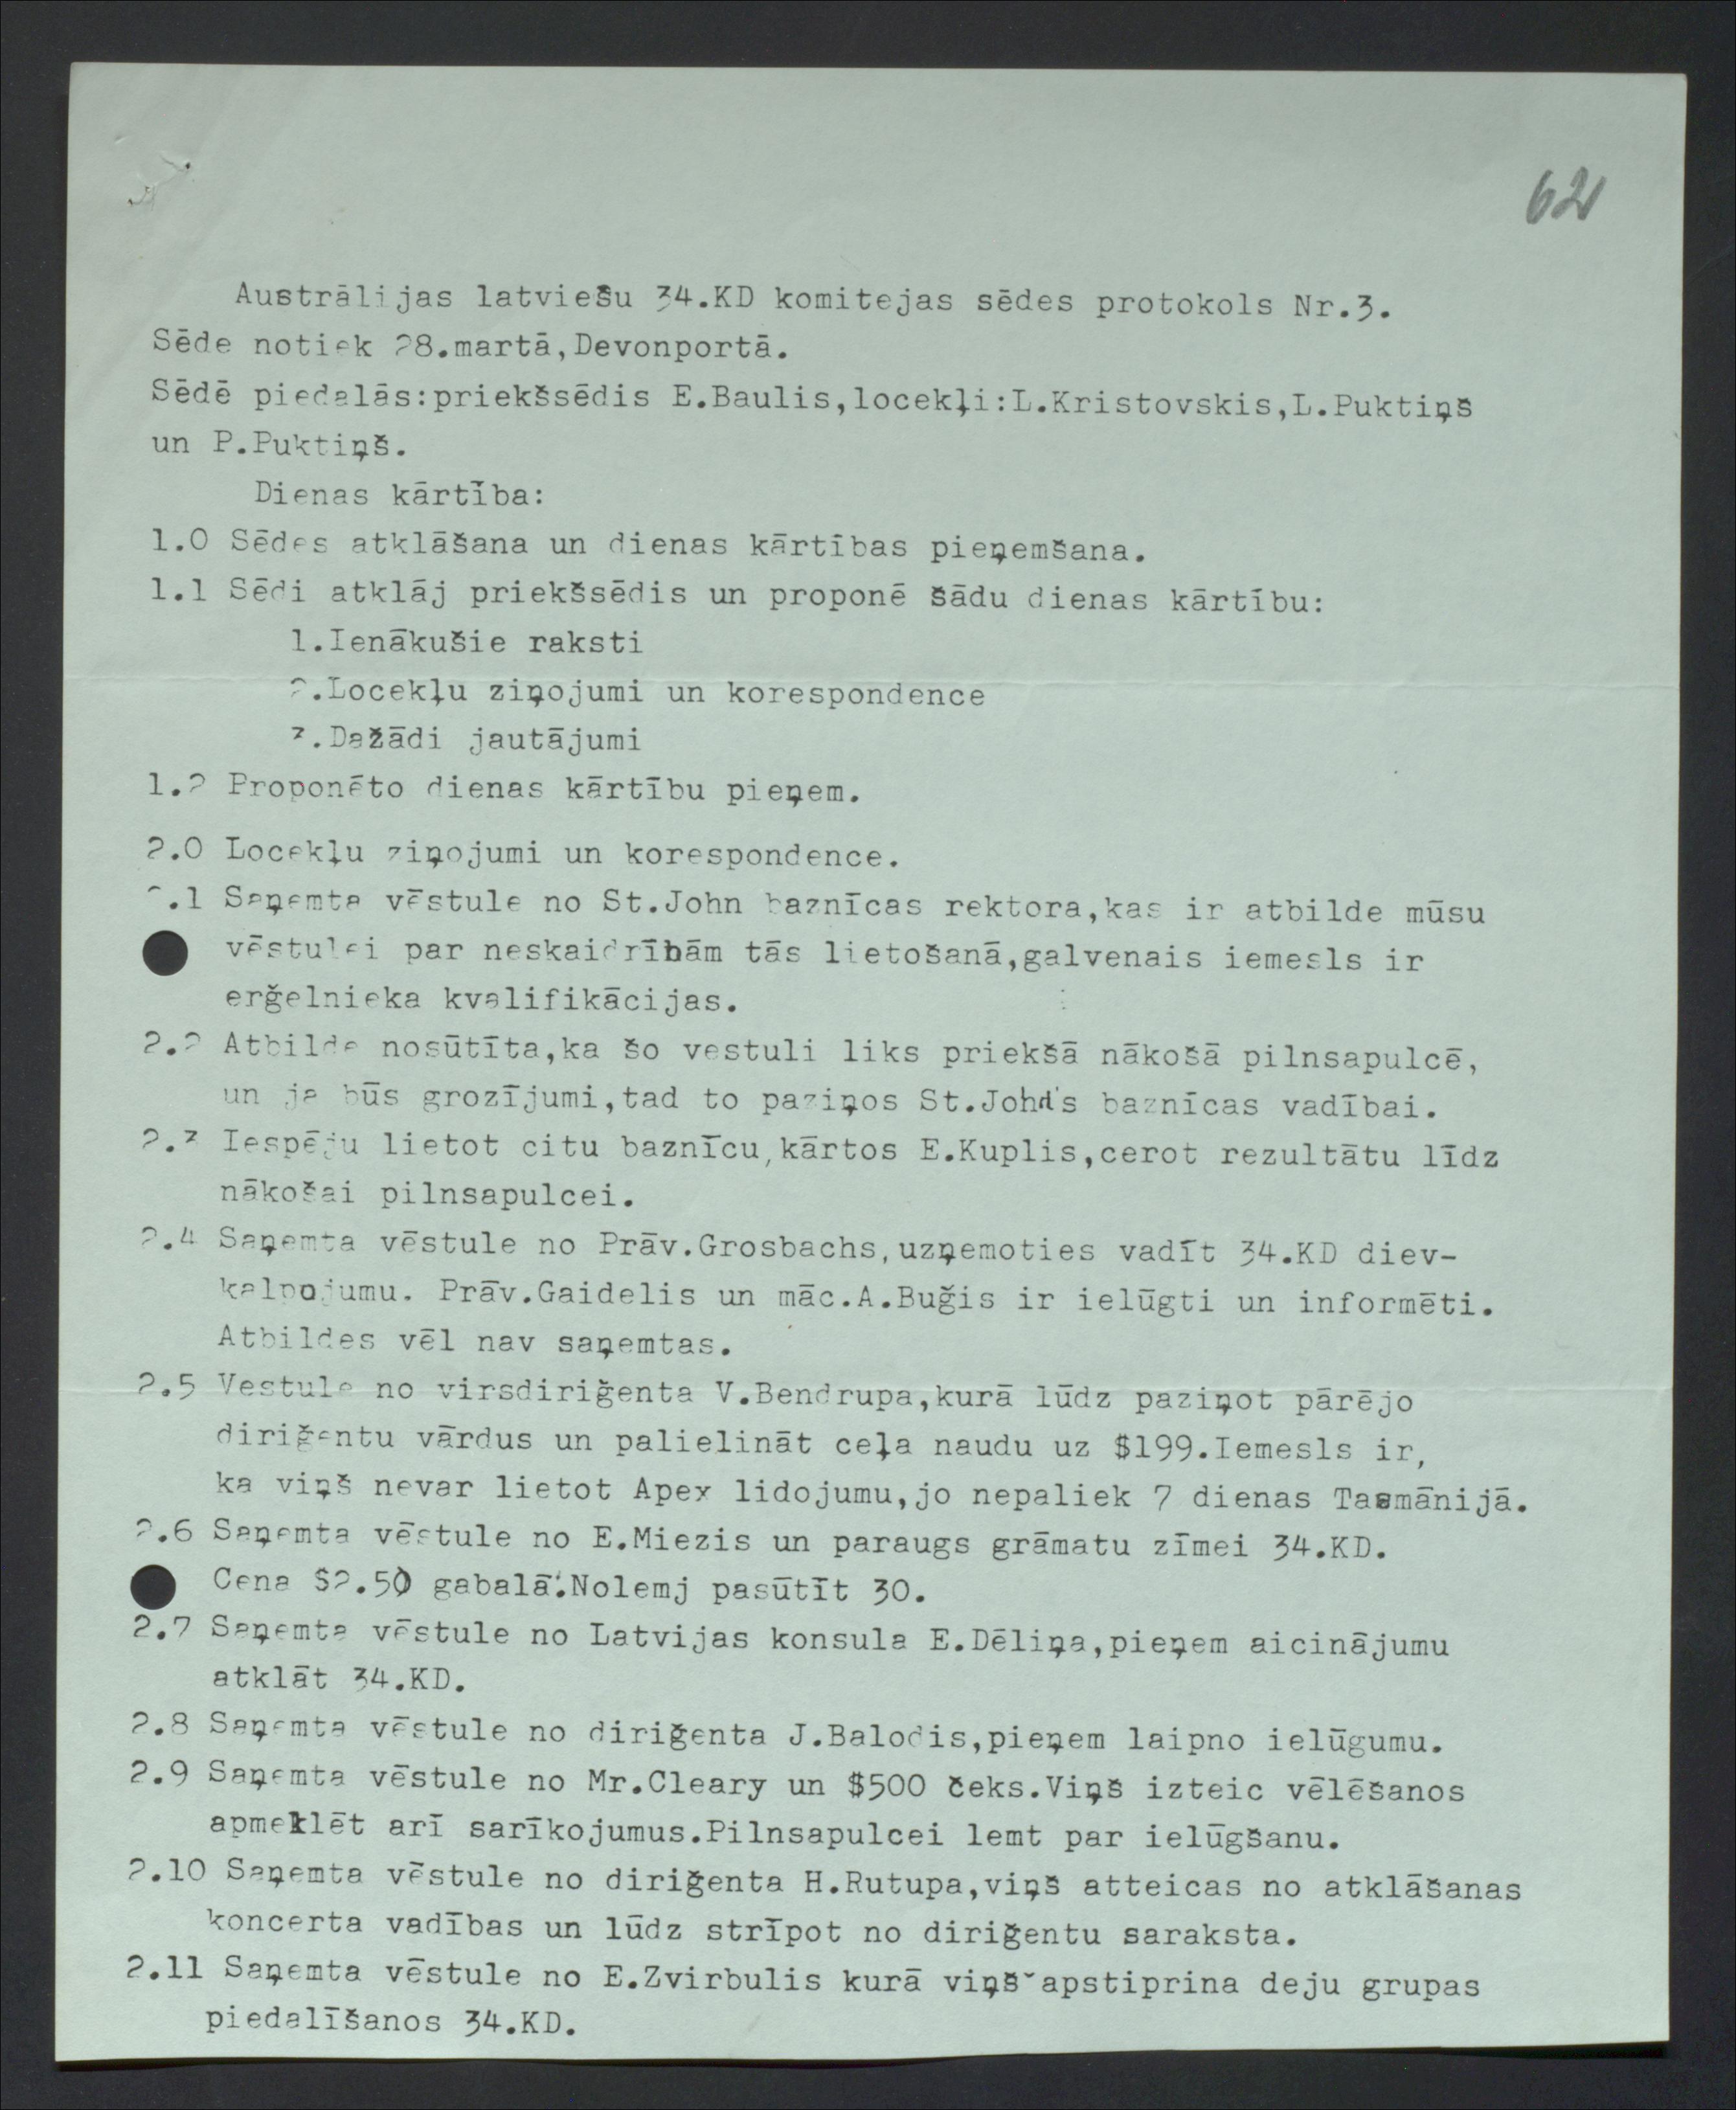 62
Austrālijas latviešu 34.KD komitejas sēdes protokols Nr.3.
Sēde notiek 28.martā,Devonportā.
Sēdē piedalās:priekšsēdis E.Baulis,locekļi:L.Kristovskis,L.Puktiņš
un P.Puktiņš.
Dienas kārtība:
1.0 Sēdes atklāšana un dienas kārtības pieņemšana.
1.1 Sēdi atklāj priekšsēdis un proponē šādu dienas kārtību:
1.Ienākušie raksti
2.Locekļu ziņojumi un korespondence
3.Dažādi jautājumi
1.2 Proponēto dienas kārtību pieņem.
2.0 Locekļu ziņojumi un korespondence.
2.1 Saņemta vēstule no St.John baznīcas rektora,kas ir atbilde mūsu
vēstulei par neskaidrībām tās lietošanā,galvenais iemesls ir
erğelnieka kvalifikācijas.
2.2 Atbilde nosūtīta,ka šo vestuli liks priekšā nākošā pilnsapulcē,
un ja būs grozījumi,tad to paziņos St.John's baznīcas vadībai.
2.3 Iespēju lietot citu baznīcu,kārtos E.Kuplis,cerot rezultātu līdz
nākošai pilnsapulcei.
2.4 Saņemta vēstule no Prāv.Grosbachs,uzņemoties vadīt 34.KD diev-
kalpojumu. Prāv.Gaidelis un māc.A.Buğis ir ielūgti un informēti.
Atbildes vēl nav saņemtas.
2.5 Vestule no virsdiriğenta V.Bendrupa,kurā lūdz paziņot pārējo
diriğentu vārdus un palielināt ceļa naudu uz $199.Iemesls ir,
ka viņš nevar lietot Apex lidojumu,jo nepaliek 7 dienas Tasmānijā.
2.6 Saņemta vēstule no E.Miezis un paraugs grāmatu zīmei 34.KD.
Cena $2.50 gabalā.Nolemj pasūtīt 30.
2.7 Saņemta vēstule no Latvijas konsula E.Dēliņa,pieņem aicinājumu
atklāt 34.KD.
2.8 Saņemta vēstule no diriğenta J.Balodis,pieņem laipno ielūgumu.
2.9 Saņemta vēstule no Mr.Cleary un $500 čeks.Viņš izteic vēlēšanos
apmeklēt arī sarīkojumus.Pilnsapulcei lemt par ielūgšanu.
2.10 Saņemta vēstule no diriğenta H.Rutupa,viņš atteicas no atklāšanas
koncerta vadības un lūdz strīpot no diriğentu saraksta.
2.11 Saņemta vēstule no E.Zvirbulis kurā viņš apstiprina deju grupas
piedalīšanos 34.KD.